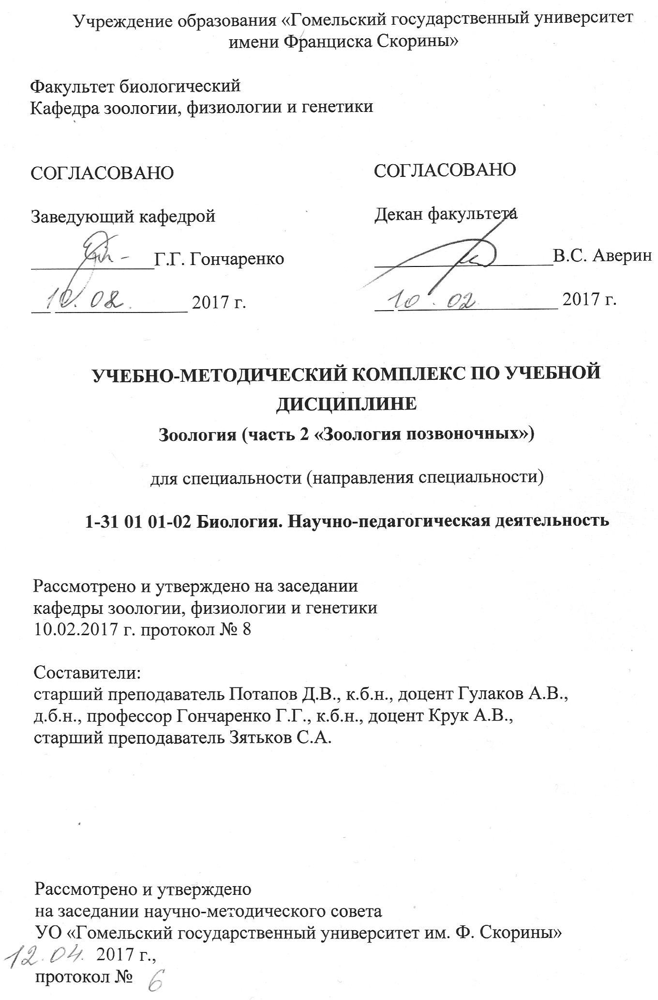 Учреждение образования «Гомельский государственный университет
имени Франциска Скорины»
Факультет биологический
Кафедра зоологии, физиологии и генетики
СОГЛАСОВАНО
Заведующий кафедрой
Г.Г. Гончаренко
10.02. 2017 г.
СОГЛАСОВАНО
Декан факультета
В.С. Аверин
10.02 2017 г.
УЧЕБНО-МЕТОДИЧЕСКИЙ КОМПЛЕКС ПО УЧЕБНОЙ
ДИСЦИПЛИНЕ
Зоология (часть 2 «Зоология позвоночных»)
для специальности (направления специальности)
1-31 01 01-02 Биология. Научно-педагогическая деятельность
Рассмотрено и утверждено на заседании
кафедры зоологии, физиологии и генетики
10.02.2017 г. протокол № 8
Составители:
старший преподаватель Потапов Д.В., к.б.н., доцент Гулаков А.В.,
д.б.н., профессор Гончаренко Г.Г., к.б.н., доцент Крук А.В.,
старший преподаватель Зятьков С.А.
Рассмотрено и утверждено
на заседании научно-методического совета
УО «Гомельский государственный университет им. Ф. Скорины»
12.04. 2017 г.,
протокол № 6